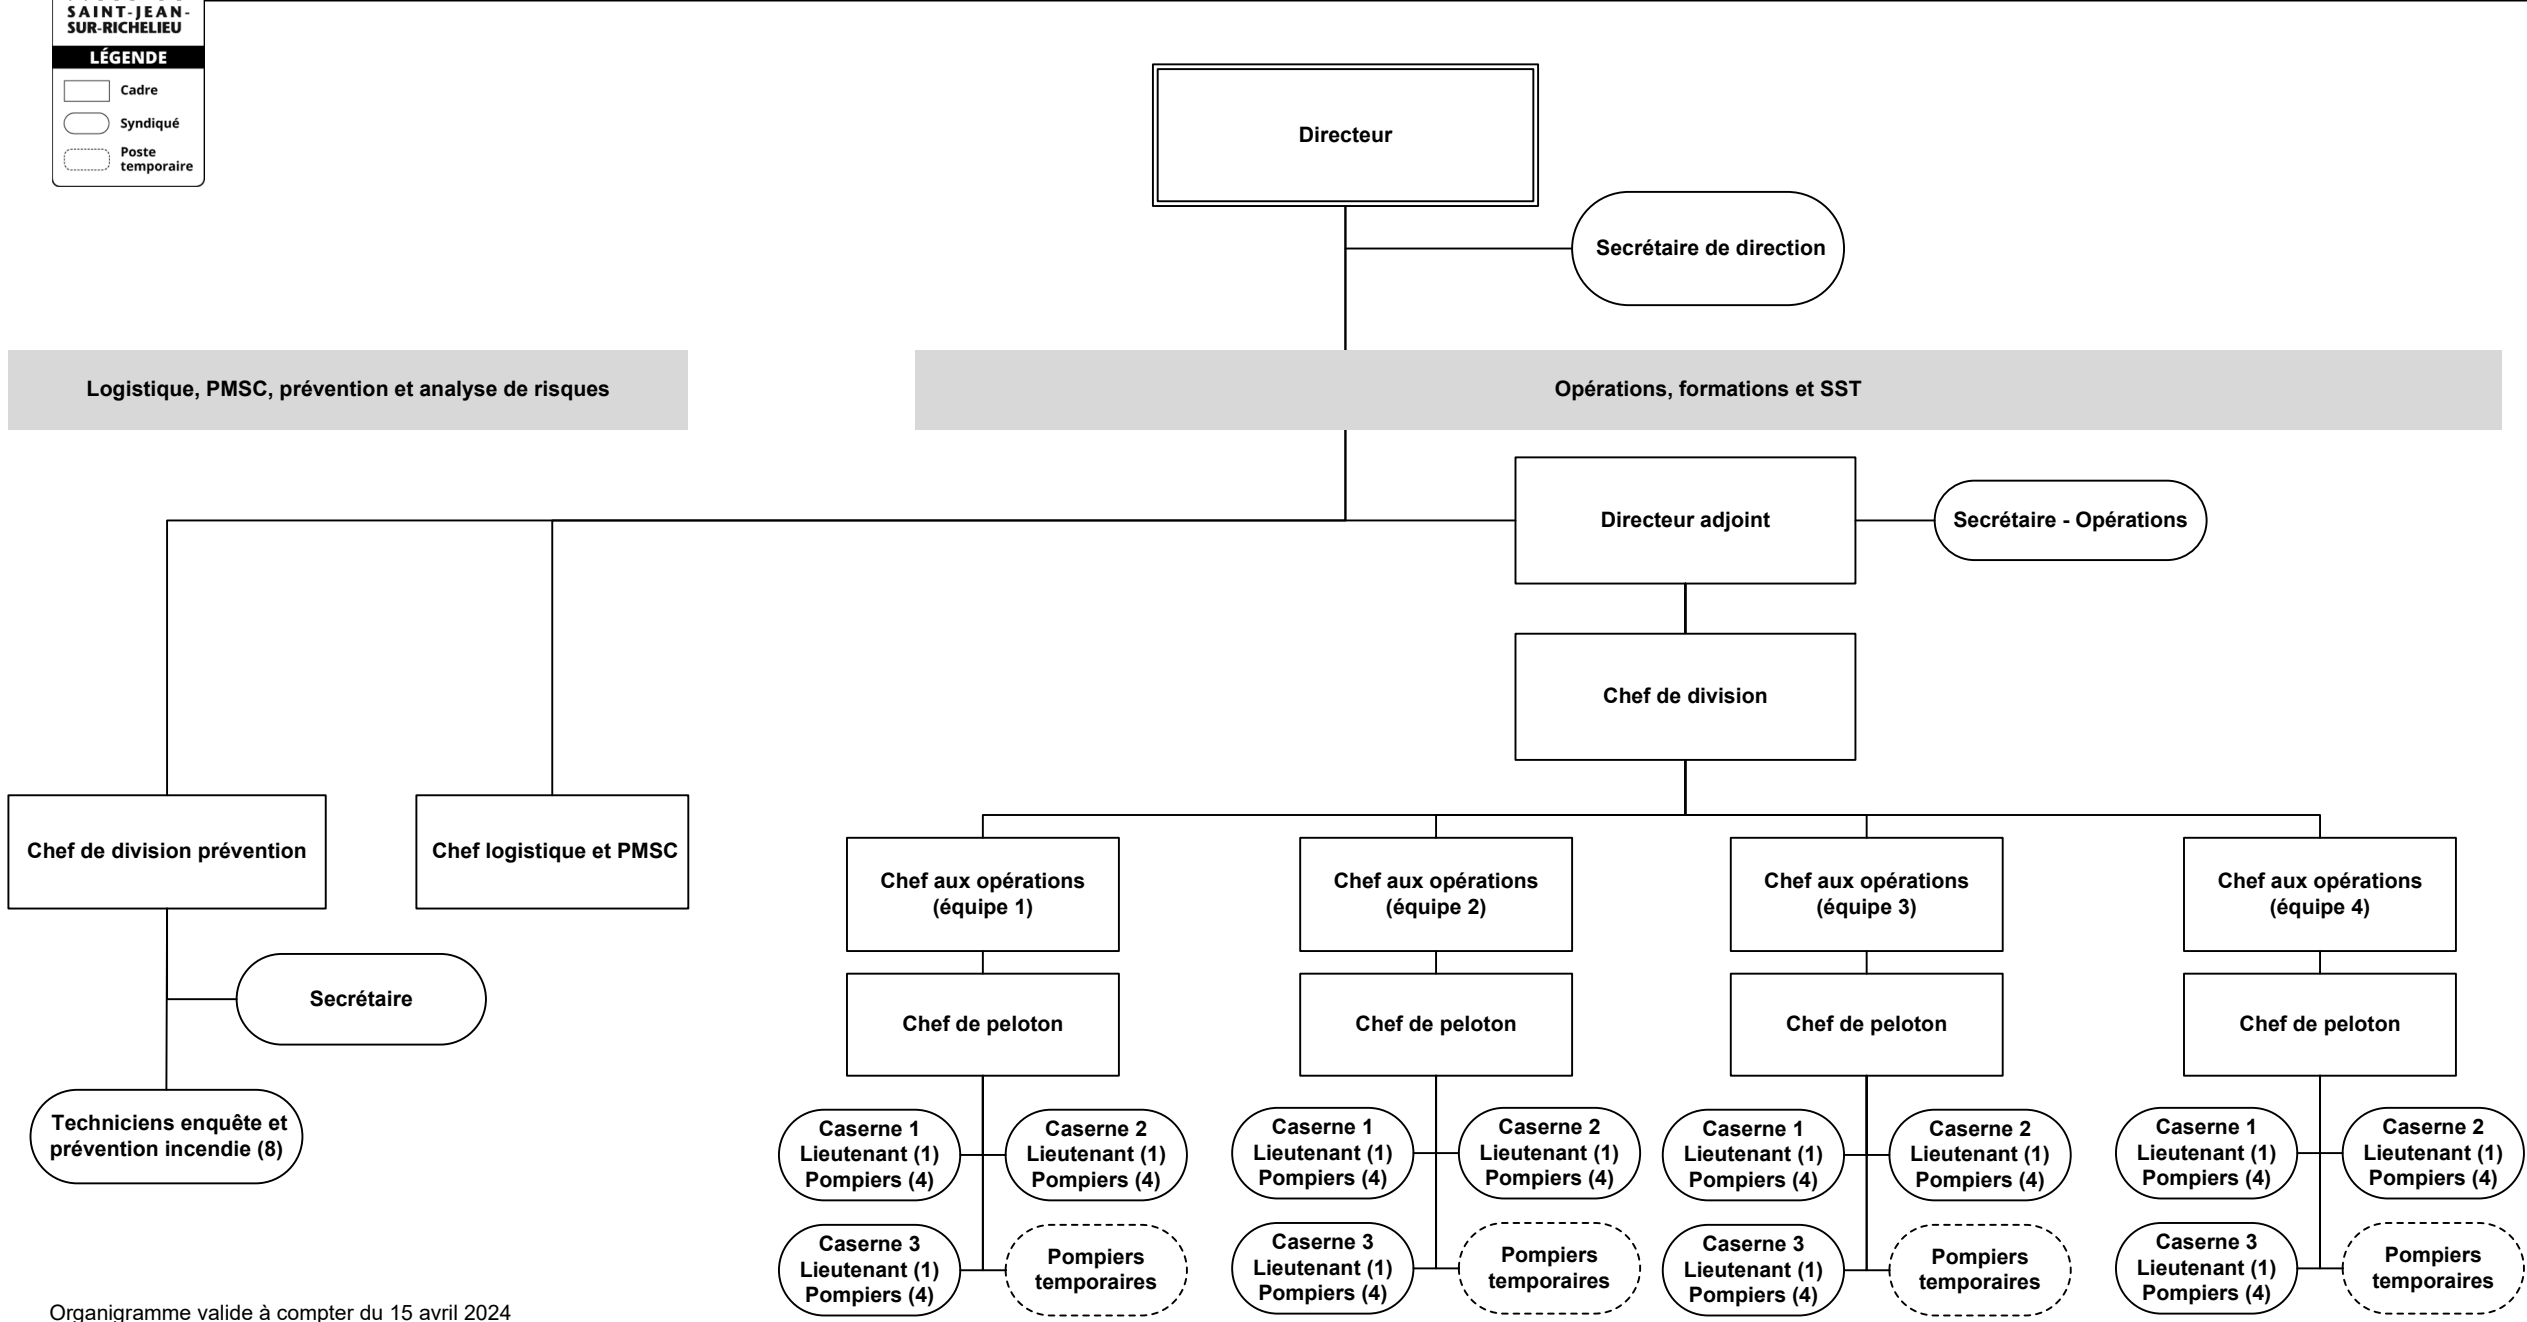 SAINT-JEAN-
SUR-RICHELIEU
LÉGENDE
Cadre
Syndiqué
Poste
temporaire
Directeur
Secrétaire de direction
Logistique, PMSC, prévention et analyse de risques
Opérations, formations et SST
Directeur adjoint
Secrétaire - Opérations
Chef de division
Chef de division prévention
Chef logistique et PMSC
Chef aux opérations
(équipe 1)
Chef aux opérations
(équipe 2)
Chef aux opérations
(équipe 3)
Chef aux opérations
(équipe 4)
Secrétaire
Chef de peloton
Chef de peloton
Chef de peloton
Chef de peloton
Techniciens enquête et
prévention incendie (8)
Caserne 1
Lieutenant (1)
Pompiers (4)
Caserne 2
Lieutenant (1)
Pompiers (4)
Caserne 1
Lieutenant (1)
Pompiers (4)
Caserne 2
Lieutenant (1)
Pompiers (4)
Caserne 1
Lieutenant (1)
Pompiers (4)
Caserne 2
Lieutenant (1)
Pompiers (4)
Caserne 1
Lieutenant (1)
Pompiers (4)
Caserne 2
Lieutenant (1)
Pompiers (4)
Caserne 3
Lieutenant (1)
Pompiers (4)
Pompiers
temporaires
Caserne 3
Lieutenant (1)
Pompiers (4)
Pompiers
temporaires
Caserne 3
Lieutenant (1)
Pompiers (4)
Pompiers
temporaires
Caserne 3
Lieutenant (1)
Pompiers (4)
Pompiers
temporaires
Organigramme valide à compter du 15 avril 2024